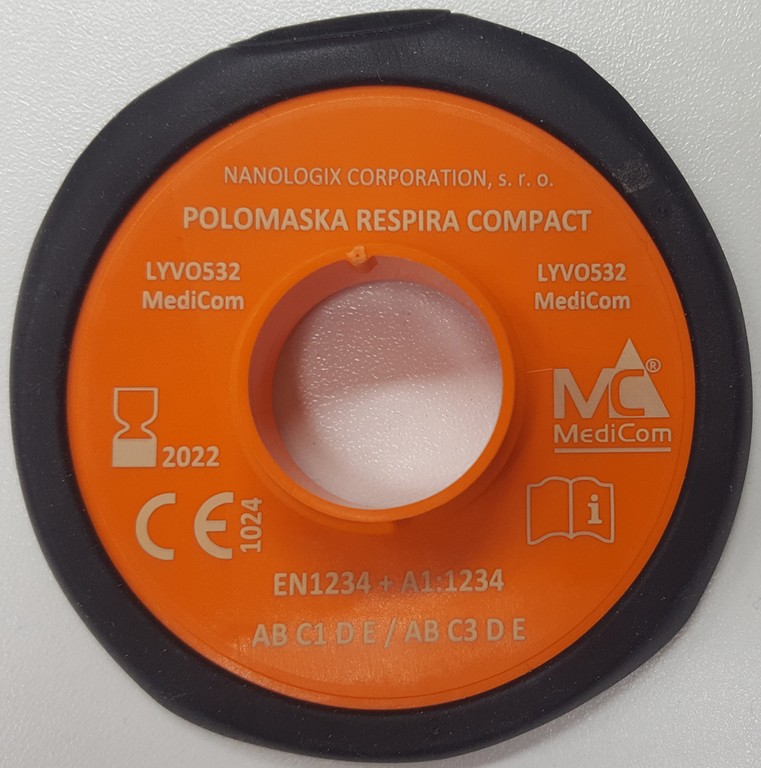 NANOLOGIX CORPORATION, s. r. o.
POLOMASKA RESPIRA COMPACT
LYVO532
MediCom
LYVO532
MediCom
MC®
MediCom
2022
CE 1024
i
EN1234 + A1:1234
AB C1 D E / AB C3 D E